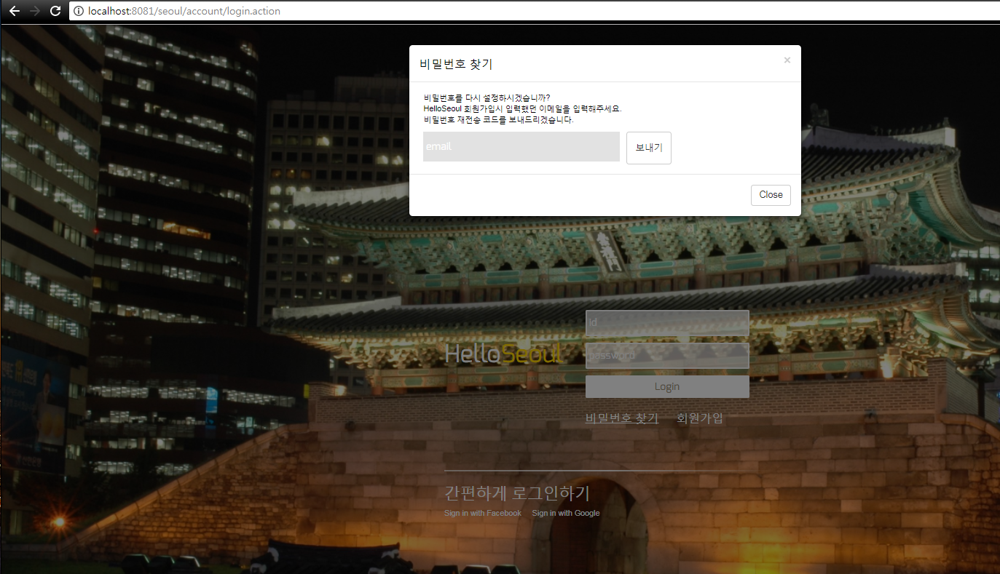 localhost:8081/seoul/account/login.action
비밀번호 찾기
×
비밀번호를 다시 설정하시겠습니까?
HelloSeoul 회원가입시 입력했던 이메일을 입력해주세요.
비밀번호 재전송 코드를 보내드리겠습니다.
email 보내기
Close
崇禮門
id
HelloSeoul
password
Login
비밀번호 찾기 회원가입
간편하게 로그인하기
Sign in with Facebook Sign in with Google